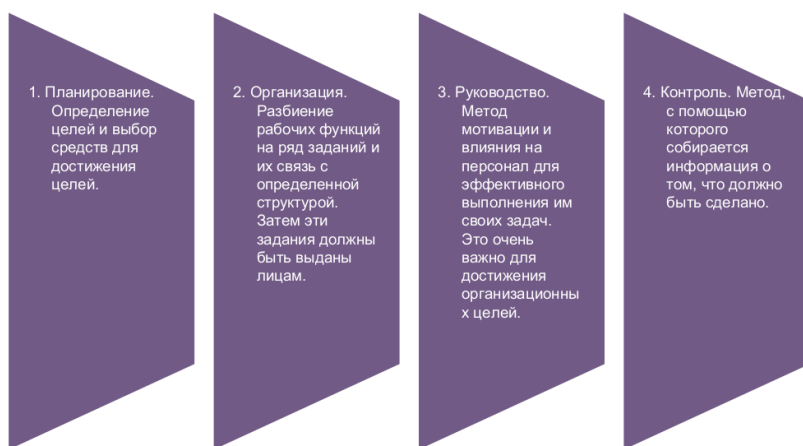 1. Планирование.
Определение
целей и выбор
средств для
достижения
целей.
2. Организация.
Разбиение
рабочих функций
на ряд заданий и
их связь с
определенной
структурой.
Затем эти
задания должны
быть выданы
лицам.
3. Руководство.
Метод
мотивации и
влияния на
персонал для
эффективного
выполнения им
своих задач.
Это очень
важно для
достижения
организационны
х целей.
4. Контроль. Метод,
с помощью
которого
собирается
информация о
том, что должно
быть сделано.